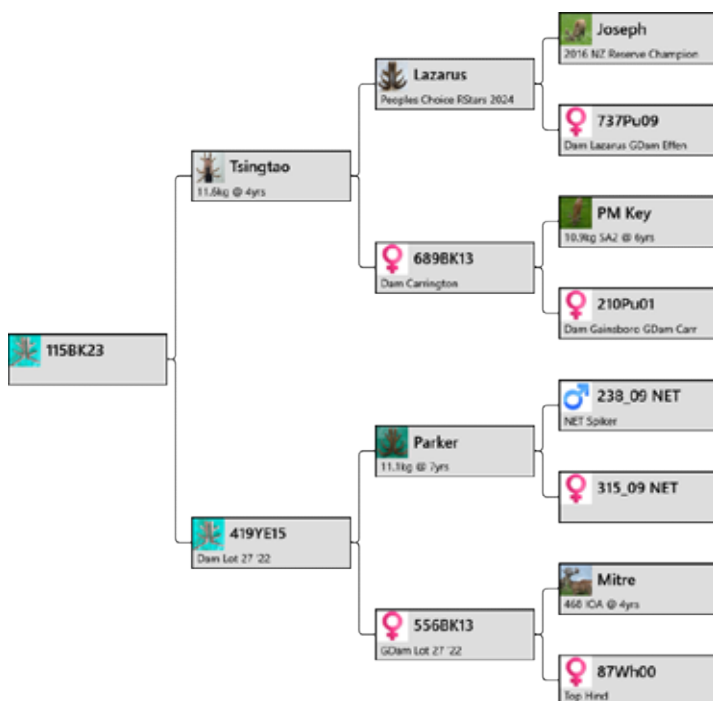 Joseph
2016 NZ Reserve Champion
Lazarus
Peoples Choice RStars 2024
737Pu09
Dam Lazarus GDam Effen
Tsingtao
11.6kg @ 4yrs
PM Key
10.9kg SA2 @ 6yrs
689BK13
Dam Carrington
210Pu01
Dam Gainsboro GDam Carr
115BK23
238_09 NET
NET Spiker
Parker
11.1kg @ 7yrs
315_09 NET
419YE15
Dam Lot 27 '22
Mitre
468 IOA @ 4yrs
556BK13
GDam Lot 27 '22
87Wh00
Top Hind